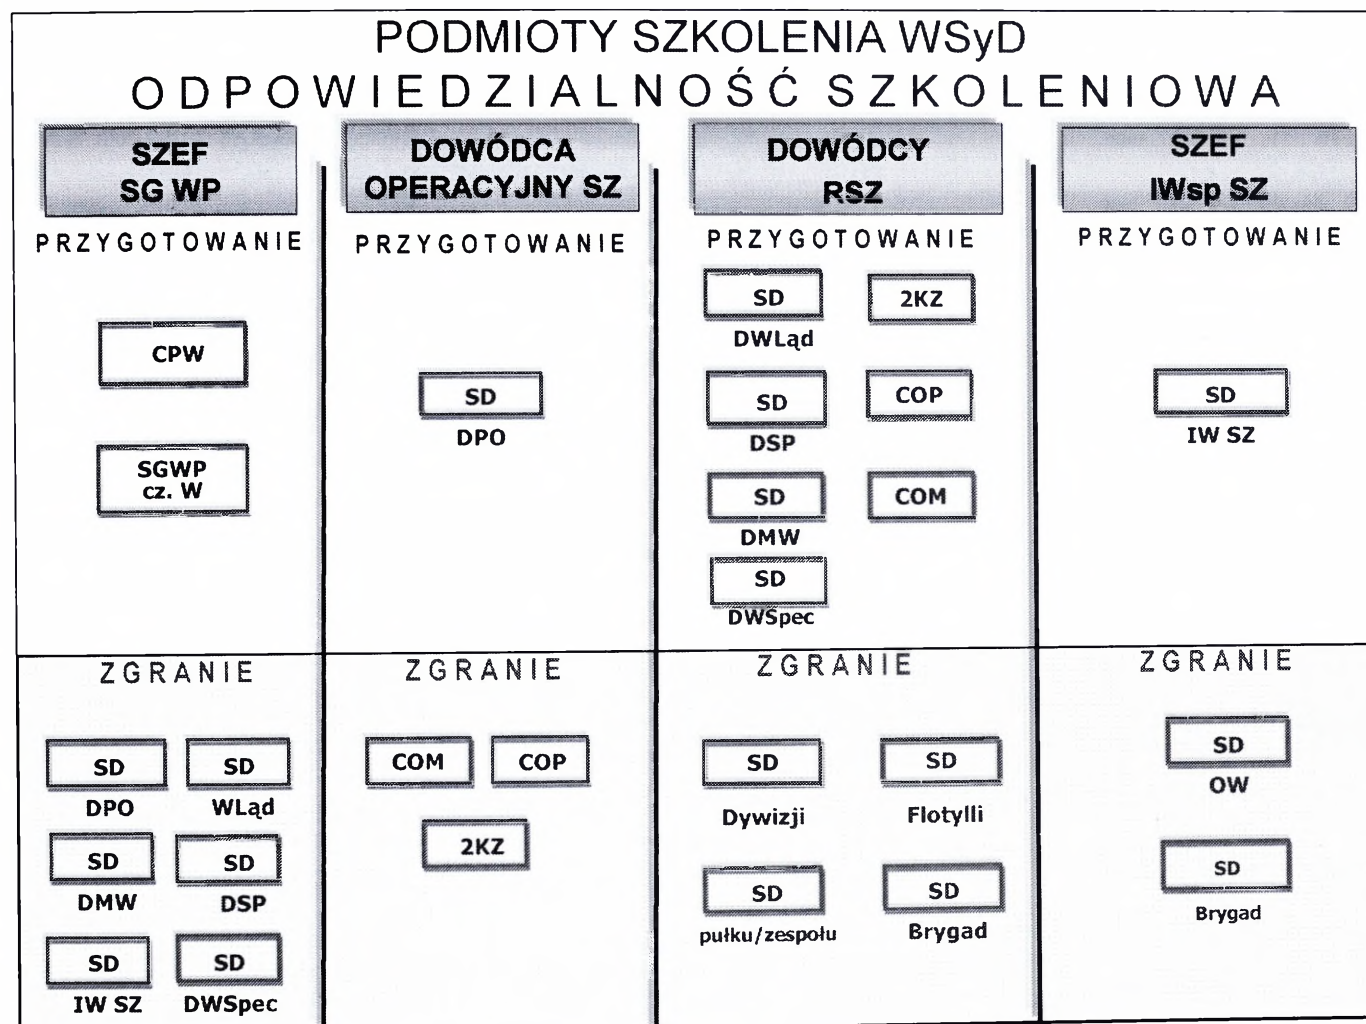 PODMIOTY SZKOLENIA WSyD
ODPOWIEDZIALNOŚĆ SZKOLENIOWA
SZEF
SG WP
PRZYGOTOWANIE
CPW
SGWP
cz. W
ZGRANIE
SD
DPO
SD
WLąd
SD
DMW
SD
DSP
SD
IW SZ
SD
DWSpec
DOWÓDCA
OPERACYJNY SZ
PRZYGOTOWANIE
SD
DPO
ZGRANIE
COM
COP
2KZ
DOWÓDCY
RSZ
PRZYGOTOWANIE
SD
DWLąd
2KZ
SD
DSP
COP
SD
DMW
COM
SD
DWSpec
ZGRANIE
SD
Dywizji
SD
Flotylli
SD
pułku/zespołu
SD
Brygad
SZEF
IWsp SZ
PRZYGOTOWANIE
SD
IW SZ
ZGRANIE
SD
OW
SD
Brygad